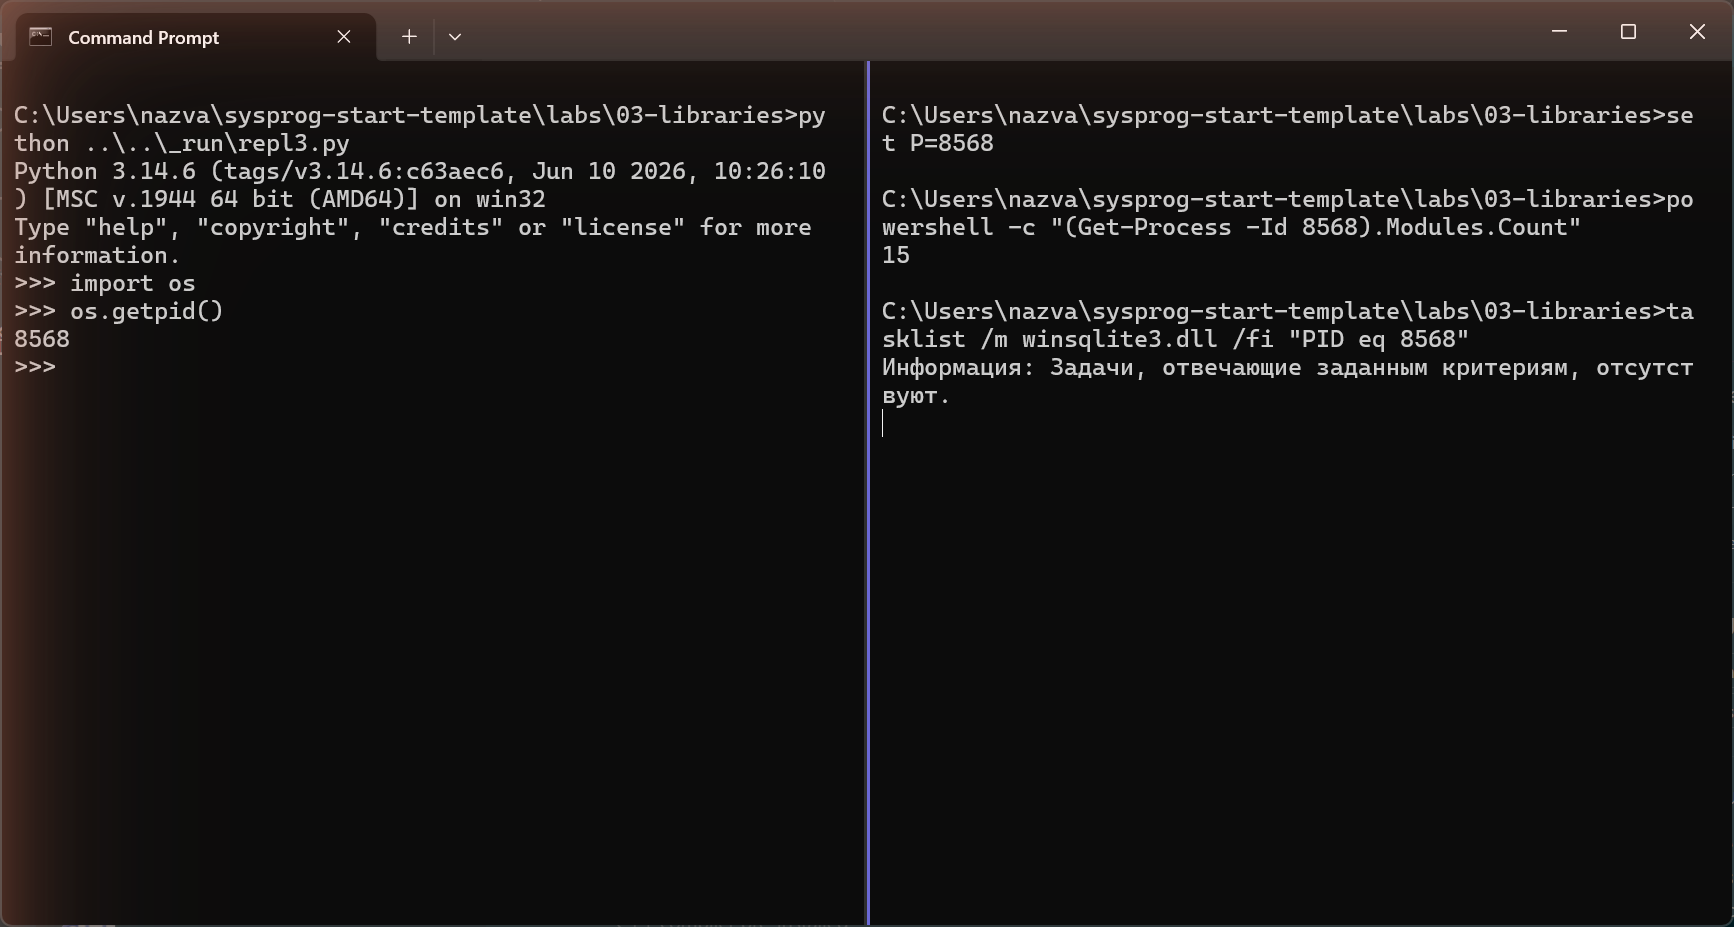 Command Prompt
C:\Users\nazva\sysprog-start-template\labs\03-libraries>py
thon ..\..\_run\repl3.py
Python 3.14.6 (tags/v3.14.6:c63aec6, Jun 10 2026, 10:26:10
) [MSC v.1944 64 bit (AMD64)] on win32
Type "help", "copyright", "credits" or "license" for more
information.
>>> import os
>>> os.getpid()
8568
>>>
C:\Users\nazva\sysprog-start-template\labs\03-libraries>se
t P=8568
C:\Users\nazva\sysprog-start-template\labs\03-libraries>po
wershell -c "(Get-Process -Id 8568).Modules.Count"
15
C:\Users\nazva\sysprog-start-template\labs\03-libraries>ta
sklist /m winsqlite3.dll /fi "PID eq 8568"
Информация: Задачи, отвечающие заданным критериям, отсутст
вуют.